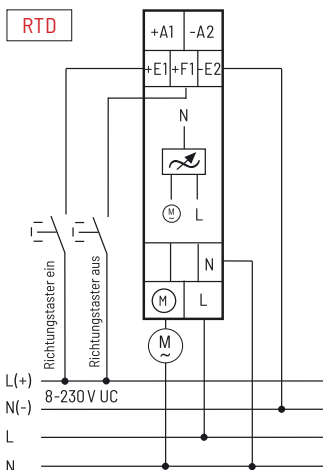 RTD
+A1 -A2
+E1 +F1 -E2
N
M ~ L
N
M L
M ~
Richtungstaster ein
Richtungstaster aus
L(+)
8-230 V UC
N(-)
L
N